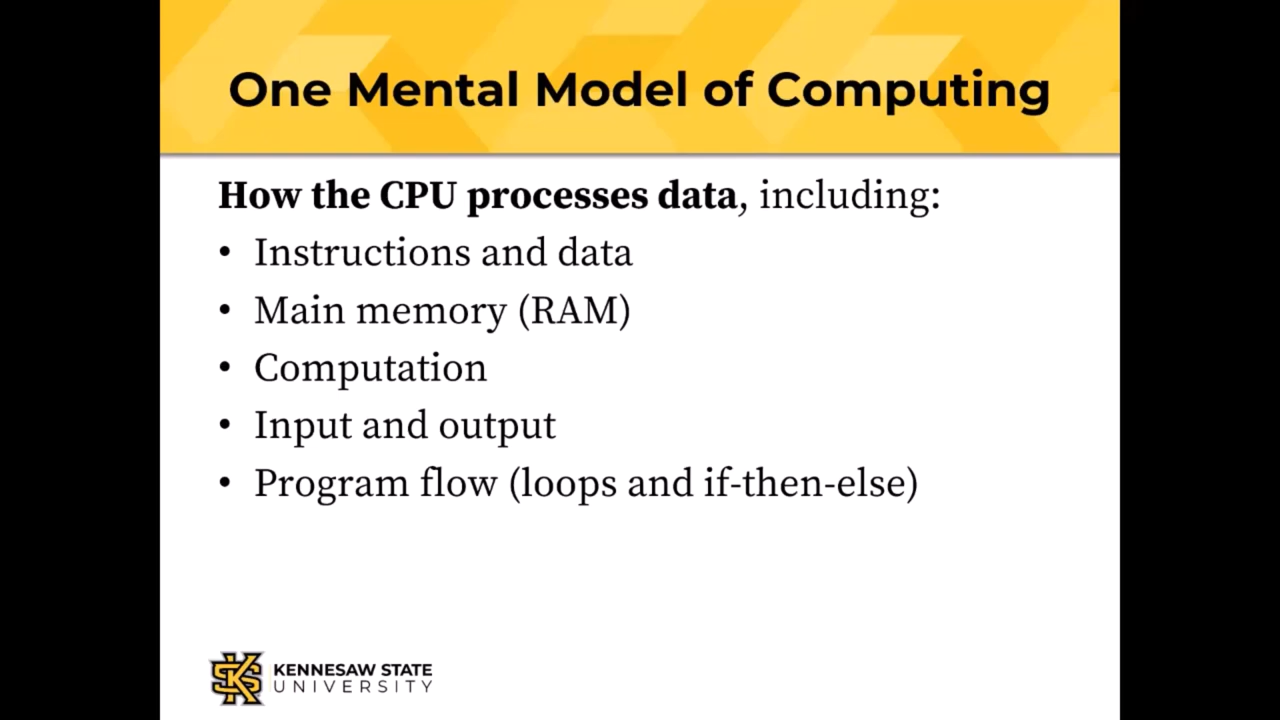 One Mental Model of Computing
How the CPU processes data, including:
• Instructions and data
• Main memory (RAM)
• Computation
• Input and output
• Program flow (loops and if-then-else)
KENNESAW STATE
UNIVERSITY